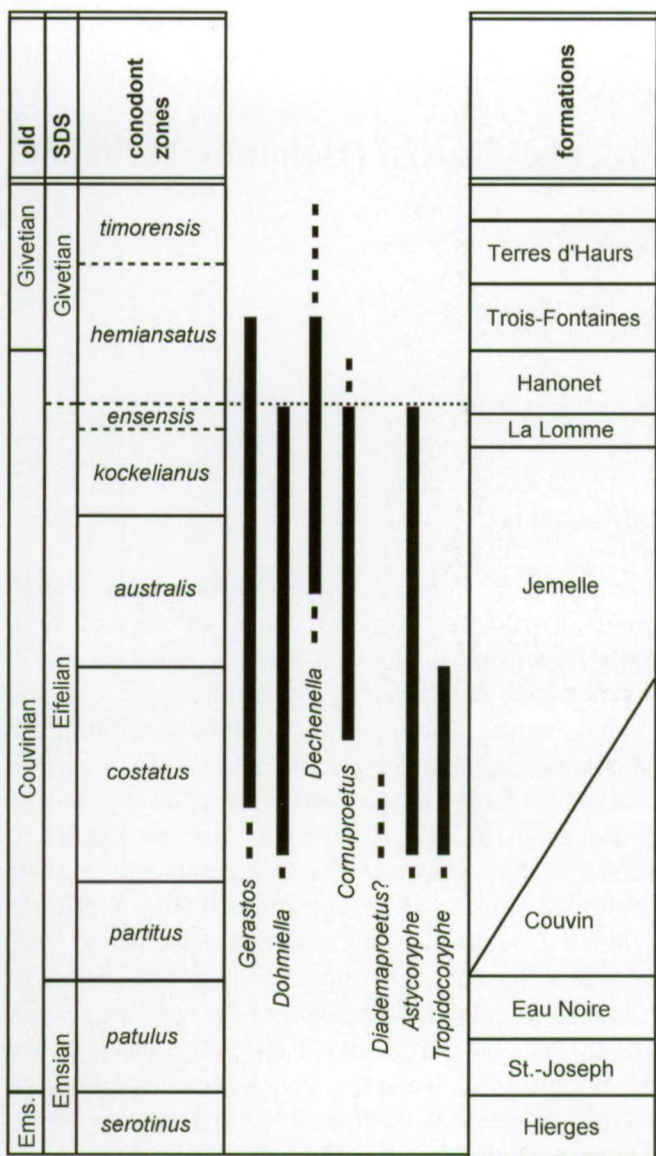 old
SDS
conodont
zones
formations
Givetian
Couvinian
Ems.
Givetian
Eifelian
Emsian
timorensis
hemiansatus
ensensis
kockelianus
australis
costatus
partitus
patulus
serotinus
Gerastos
Dohmiella
Dechenella
Cornuproetus
Diademaproetus?
Astycoryphe
Tropidocoryphe
Terres d'Haurs
Trois-Fontaines
Hanonet
La Lomme
Jemelle
Couvin
Eau Noire
St.-Joseph
Hierges